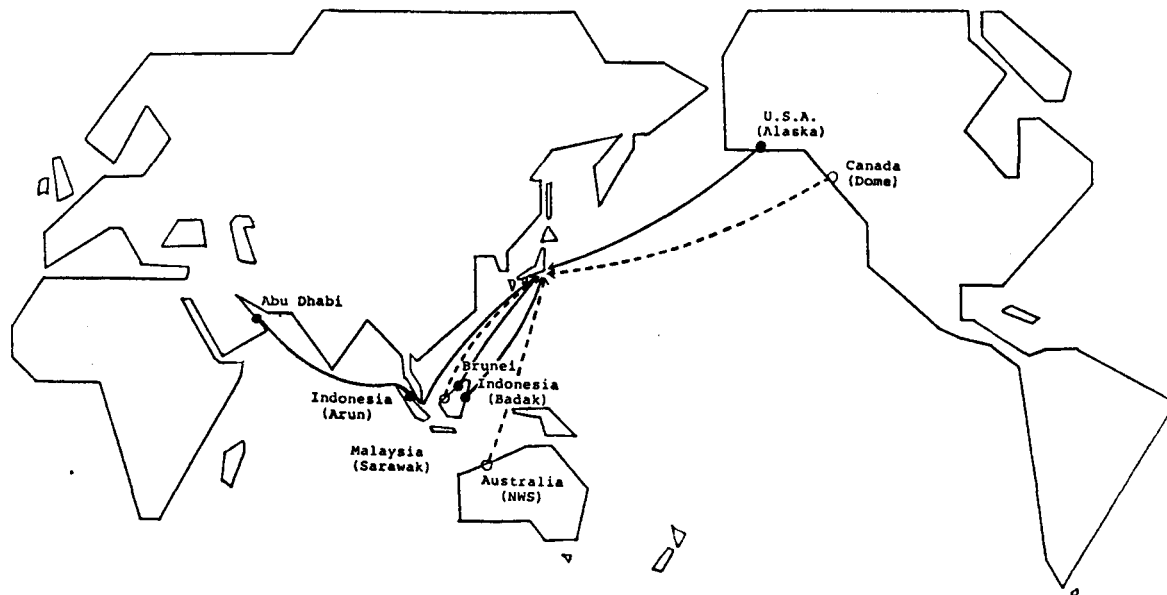 U.S.A.
(Alaska)
Canada
(Dome)
Abu Dhabi
Brunei
Indonesia
(Badak)
Indonesia
(Arun)
Malaysia
(Sarawak)
Australia
(NWS)